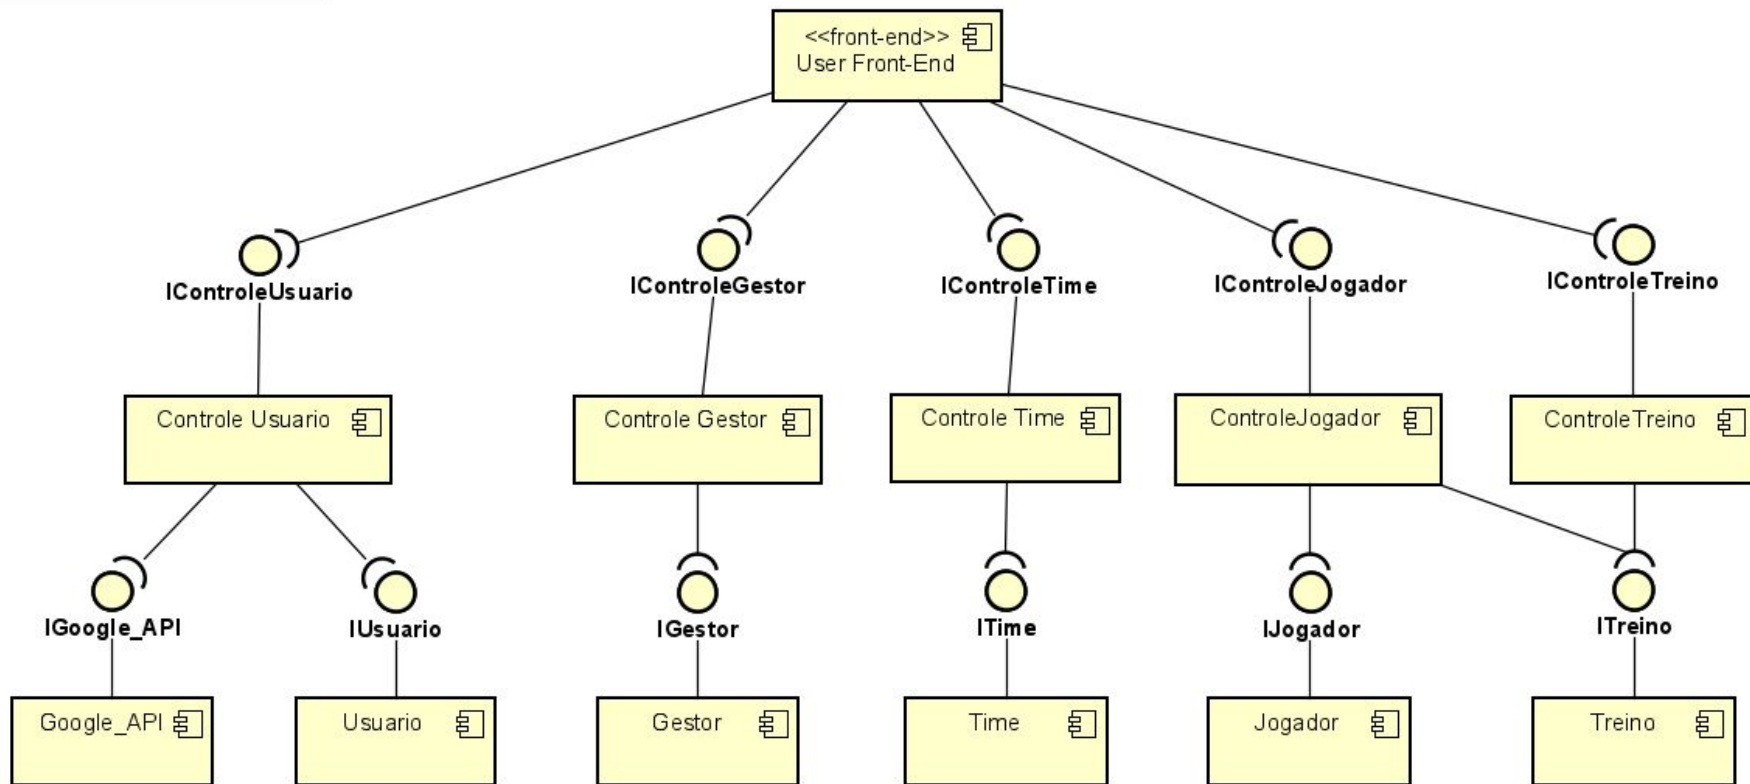 <<front-end>>
User Front-End
IControleUsuario
IControleGestor
IControleTime
IControleJogador
IControleTreino
Controle Usuario
Controle Gestor
Controle Time
ControleJogador
ControleTreino
IGoogle_API
IUsuario
IGestor
ITime
IJogador
ITreino
Google_API
Usuario
Gestor
Time
Jogador
Treino